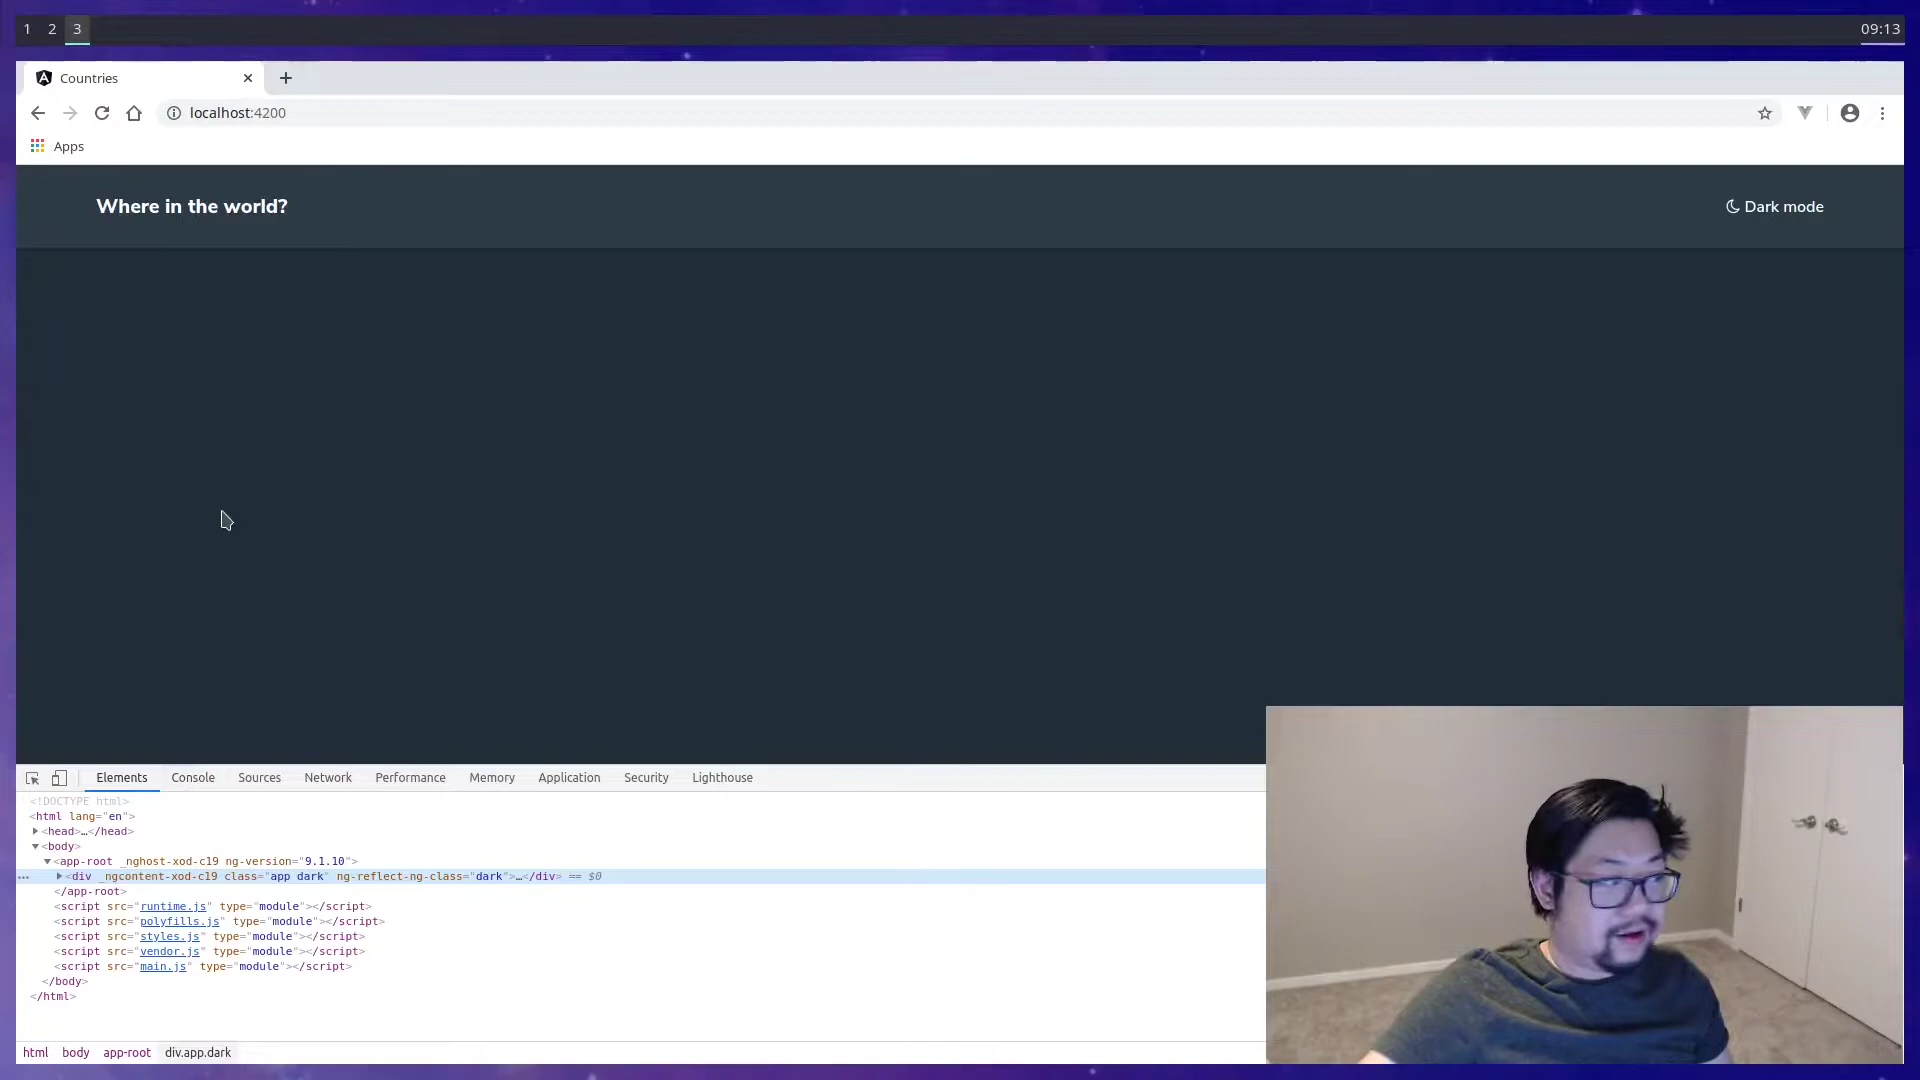 1 2 3
09:13
Countries
localhost:4200
Apps
Where in the world?
Dark mode
Elements Console Sources Network Performance Memory Application Security Lighthouse
<!DOCTYPE html>
<html lang="en">
<head>…</head>
<body>
<app-root _nghost-xod-c19 ng-version="9.1.10">
<div _ngcontent-xod-c19 class="app dark" ng-reflect-ng-class="dark">…</div> == $0
</app-root>
<script src="runtime.js" type="module"></script>
<script src="polyfills.js" type="module"></script>
<script src="styles.js" type="module"></script>
<script src="vendor.js" type="module"></script>
<script src="main.js" type="module"></script>
</body>
</html>
html body app-root div.app.dark